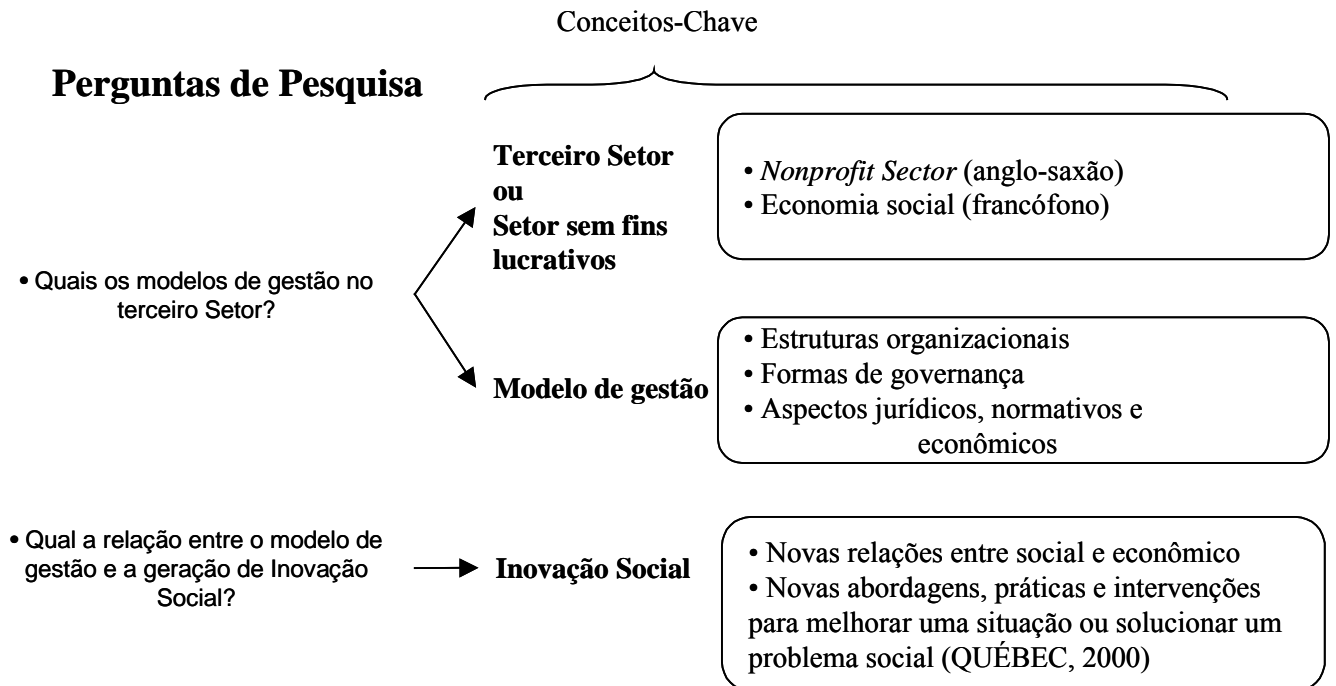 Conceitos-Chave
Perguntas de Pesquisa
• Quais os modelos de gestão no
terceiro Setor?
Terceiro Setor
ou
Setor sem fins
lucrativos
• Nonprofit Sector (anglo-saxão)
• Economia social (francófono)
Modelo de gestão
• Estruturas organizacionais
• Formas de governança
• Aspectos jurídicos, normativos e
econômicos
• Qual a relação entre o modelo de
gestão e a geração de Inovação
Social?
Inovação Social
• Novas relações entre social e econômico
• Novas abordagens, práticas e intervenções
para melhorar uma situação ou solucionar um
problema social (QUÉBEC, 2000)